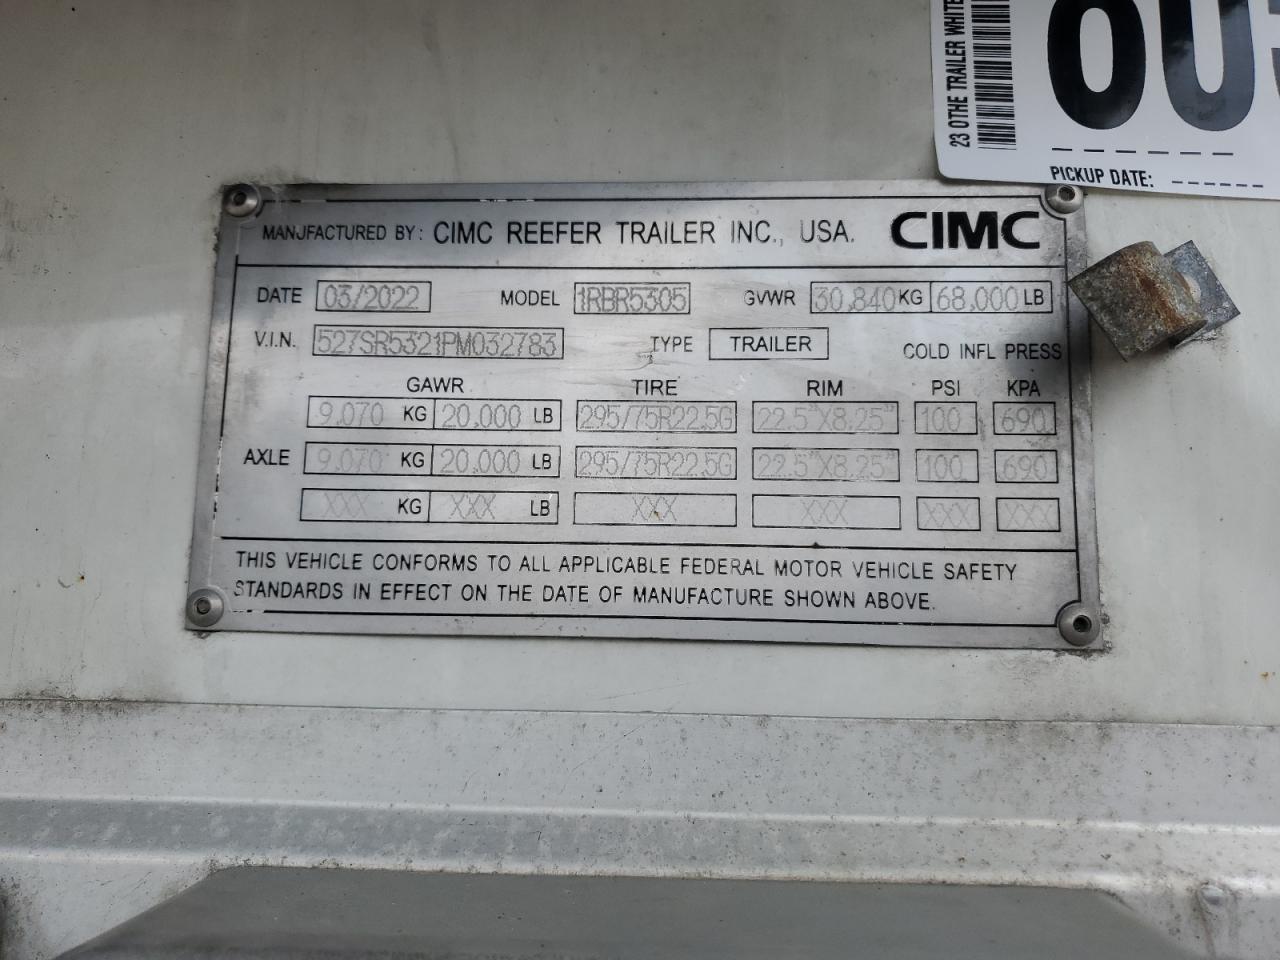 23 OTHE TRAILER WHITE
PICKUP DATE:
MANUFACTURED BY: CIMC REEFER TRAILER INC., USA. CIMC
DATE 03/2022 MODEL 1RBR5305 GVWR 30,840 KG 68,000 LB
V.I.N. 527SR5321PM032783 TYPE TRAILER COLD INFL PRESS
GAWR TIRE RIM PSI KPA
9,070 KG 20,000 LB 295/75R22.5G 22.5"X8.25" 100 690
AXLE 9,070 KG 20,000 LB 295/75R22.5G 22.5"X8.25" 100 690
XXX KG XXX LB XXX XXX XXX XXX
THIS VEHICLE CONFORMS TO ALL APPLICABLE FEDERAL MOTOR VEHICLE SAFETY
STANDARDS IN EFFECT ON THE DATE OF MANUFACTURE SHOWN ABOVE.